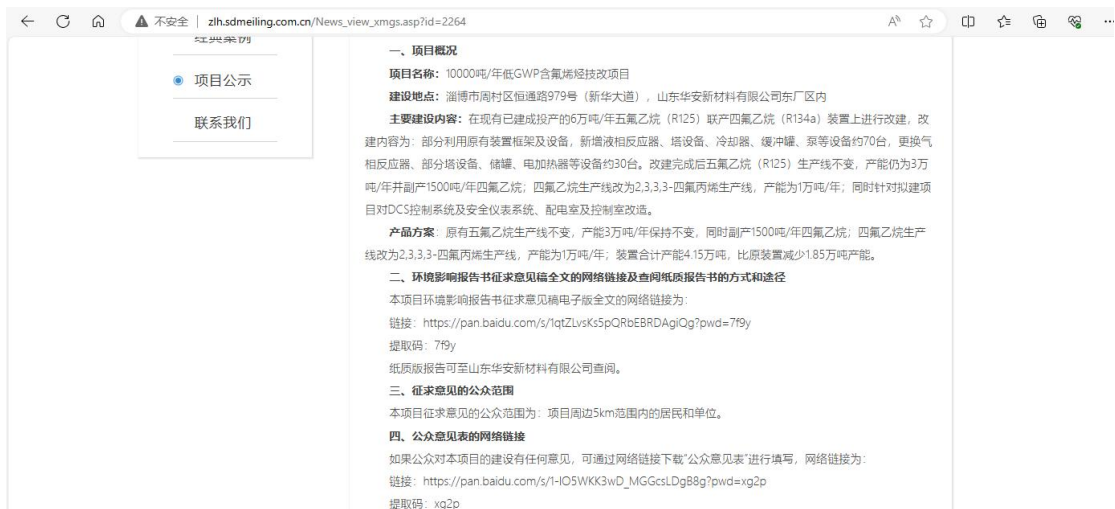 不安全 | zlh.sdmeiling.com.cn/News_view_xmgs.asp?id=2264
经典案例
项目公示
联系我们
一、项目概况
项目名称：10000吨/年低GWP含氟烯烃技改项目
建设地点：淄博市周村区恒通路979号（新华大道），山东华安新材料有限公司东厂区内
主要建设内容：在现有已建成投产的6万吨/年五氟乙烷（R125）联产四氟乙烷（R134a）装置上进行改建，改
建内容为：部分利用原有装置框架及设备，新增液相反应器、塔设备、冷却器、缓冲罐、泵等设备约70台，更换气
相反应器、部分塔设备、储罐、电加热器等设备约30台。改建完成后五氟乙烷（R125）生产线不变，产能仍为3万
吨/年并副产1500吨/年四氟乙烷；四氟乙烷生产线改为2,3,3,3-四氟丙烯生产线，产能为1万吨/年；同时针对拟建项
目对DCS控制系统及安全仪表系统、配电室及控制室改造。
产品方案：原有五氟乙烷生产线不变，产能3万吨/年保持不变，同时副产1500吨/年四氟乙烷；四氟乙烷生产
线改为2,3,3,3-四氟丙烯生产线，产能为1万吨/年；装置合计产能4.15万吨，比原装置减少1.85万吨产能。
二、环境影响报告书征求意见稿全文的网络链接及查阅纸质报告书的方式和途径
本项目环境影响报告书征求意见稿电子版全文的网络链接为：
链接：https://pan.baidu.com/s/1qtZLvsKs5pQRbEBRDAgiQg?pwd=7f9y
提取码：7f9y
纸质版报告可至山东华安新材料有限公司查阅。
三、征求意见的公众范围
本项目征求意见的公众范围为：项目周边5km范围内的居民和单位。
四、公众意见表的网络链接
如果公众对本项目的建设有任何意见，可通过网络链接下载“公众意见表”进行填写，网络链接为：
链接：https://pan.baidu.com/s/1-IO5WKK3wD_MGGcsLDgB8g?pwd=xg2p
提取码：xg2p